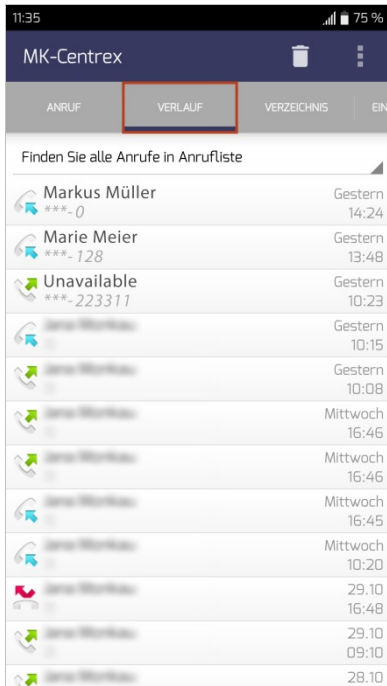 11:35 75 %
MK-Centrex
ANRUF VERLAUF VERZEICHNIS EIN
Finden Sie alle Anrufe in Anrufliste
Markus Müller Gestern
***-0 14:24
Marie Meier Gestern
***-128 13:48
Unavailable Gestern
***-223311 10:23
Gestern
10:15
Gestern
10:08
Mittwoch
16:46
Mittwoch
16:46
Mittwoch
16:45
Mittwoch
10:20
29.10
16:48
29.10
09:10
28.10